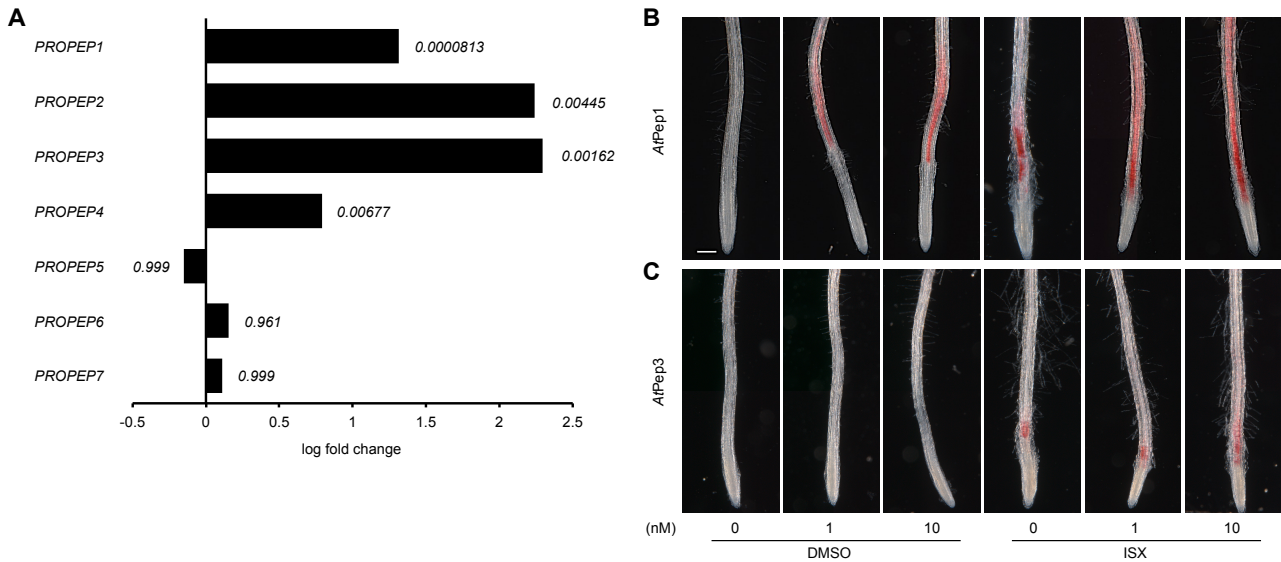 A
PROPEP1 0.0000813
PROPEP2 0.00445
PROPEP3 0.00162
PROPEP4 0.00677
PROPEP5 0.999
PROPEP6 0.961
PROPEP7 0.999
-0.5 0 0.5 1 1.5 2 2.5
log fold change
B
AtPep1
C
AtPep3
(nM) 0 1 10 0 1 10
DMSO ISX